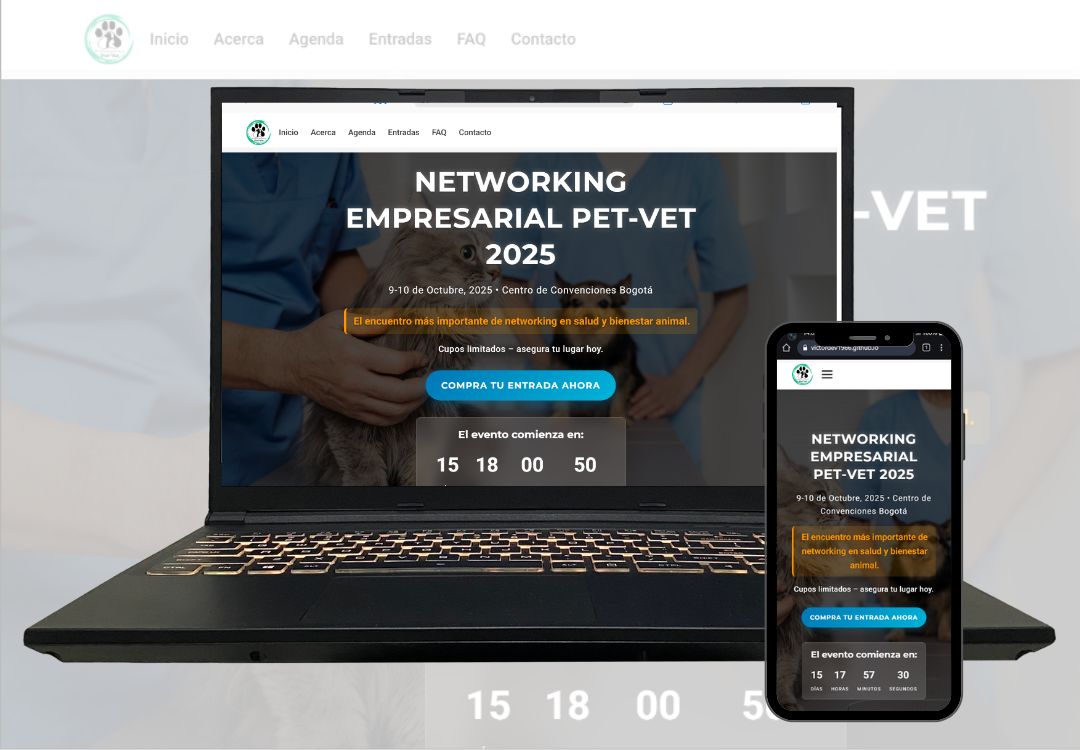 Inicio Acerca Agenda Entradas FAQ Contacto
Inicio Acerca Agenda Entradas FAQ Contacto
NETWORKING
EMPRESARIAL PET-VET
2025
9-10 de Octubre, 2025 • Centro de Convenciones Bogotá
El encuentro más importante de networking en salud y bienestar animal.
Cupos limitados – asegura tu lugar hoy.
COMPRA TU ENTRADA AHORA
El evento comienza en:
15 18 00 50
-VET
victordev1966.github.io
NETWORKING
EMPRESARIAL
PET-VET 2025
9-10 de Octubre, 2025 • Centro de
Convenciones Bogotá
El encuentro más importante de
networking en salud y bienestar
animal.
Cupos limitados – asegura tu lugar hoy.
COMPRA TU ENTRADA AHORA
El evento comienza en:
15 17 57 30
DÍAS HORAS MINUTOS SEGUNDOS
15 18 00